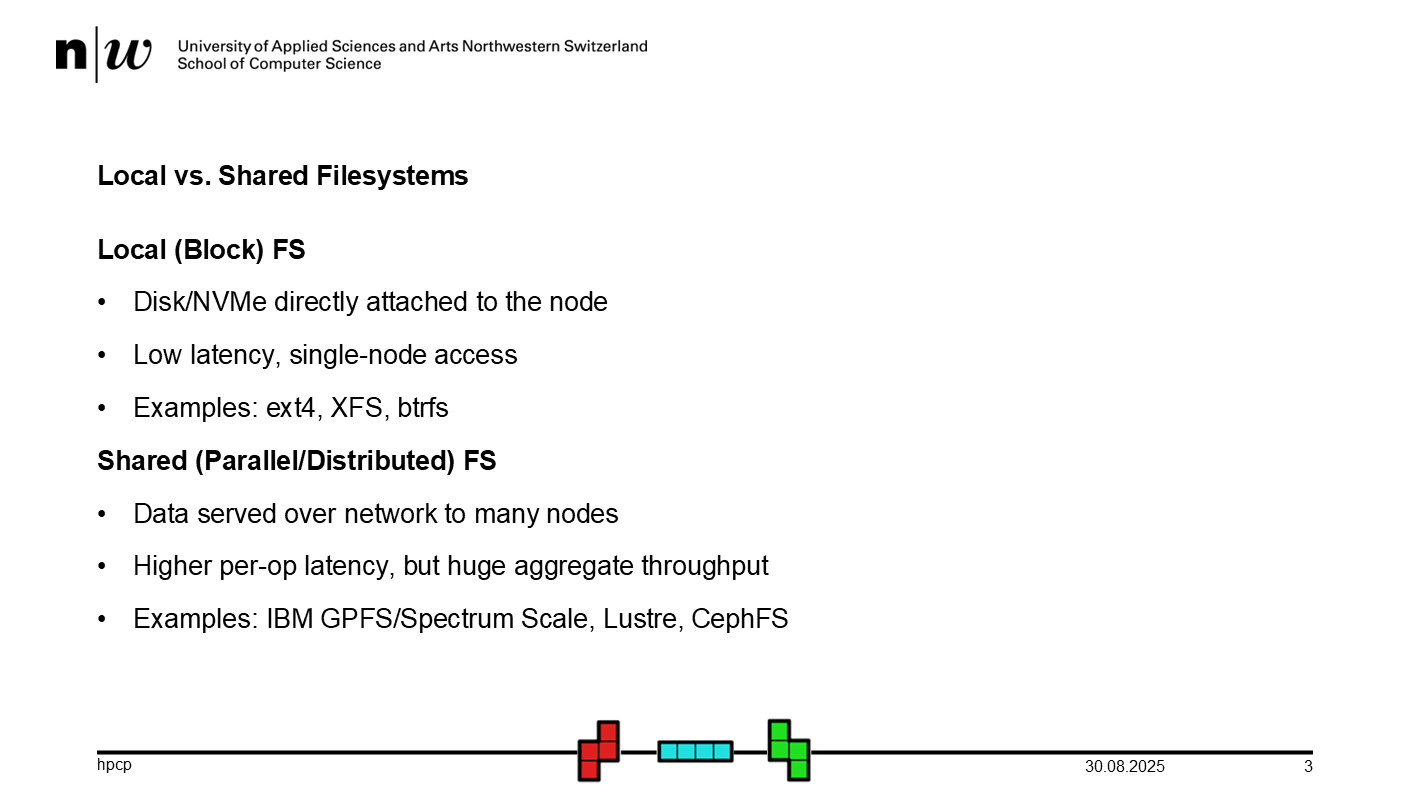 n|w University of Applied Sciences and Arts Northwestern Switzerland
School of Computer Science
Local vs. Shared Filesystems
Local (Block) FS
• Disk/NVMe directly attached to the node
• Low latency, single-node access
• Examples: ext4, XFS, btrfs
Shared (Parallel/Distributed) FS
• Data served over network to many nodes
• Higher per-op latency, but huge aggregate throughput
• Examples: IBM GPFS/Spectrum Scale, Lustre, CephFS
hpcp 30.08.2025 3